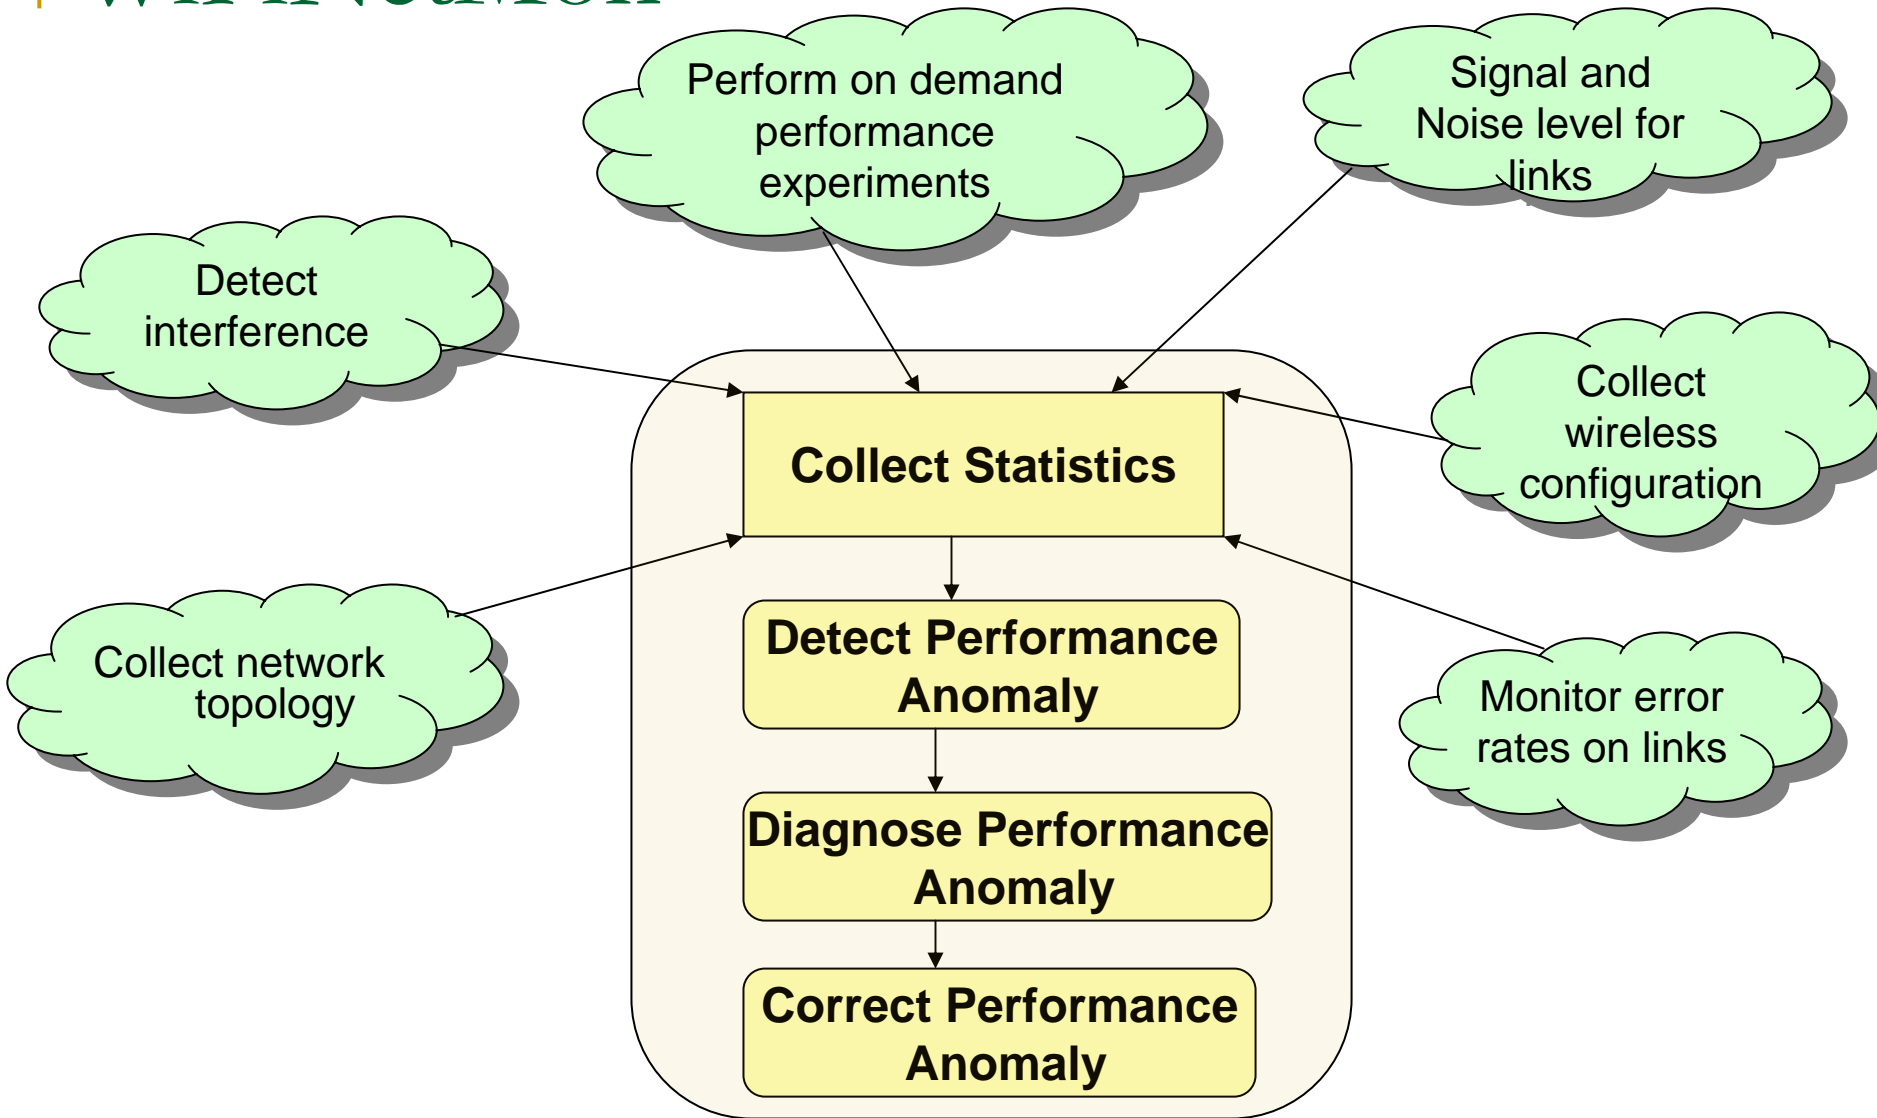 Perform on demand
performance
experiments
Signal and
Noise level for
links
Detect
interference
Collect
wireless
configuration
Collect Statistics
Collect network
topology
Detect Performance
Anomaly
Monitor error
rates on links
Diagnose Performance
Anomaly
Correct Performance
Anomaly